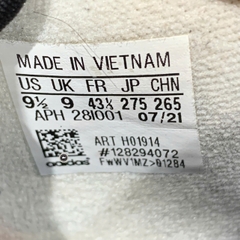 MADE IN VIETNAM
US UK FR JP CHN
9½ 9 43⅓ 275 265
APH 28I001 07/21
ART H01914
#128294072
adidas FwWV1MZ>01284